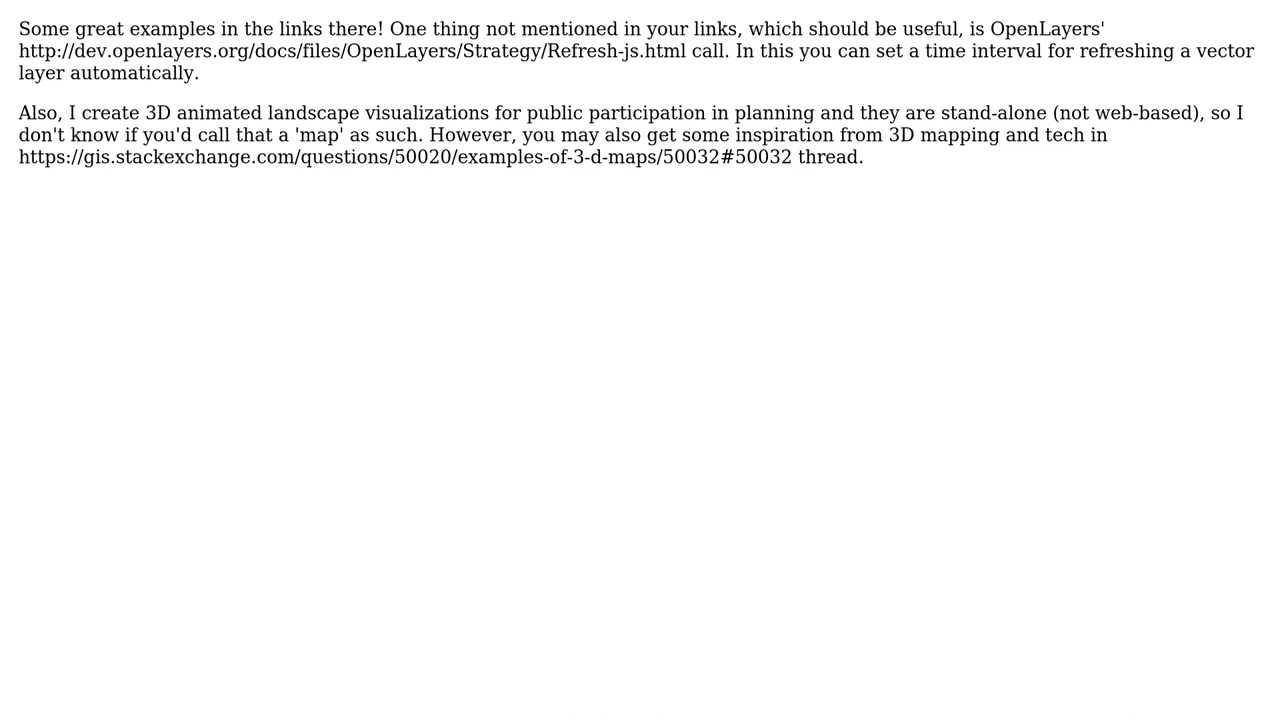 Some great examples in the links there! One thing not mentioned in your links, which should be useful, is OpenLayers'
http://dev.openlayers.org/docs/files/OpenLayers/Strategy/Refresh-js.html call. In this you can set a time interval for refreshing a vector
layer automatically.
Also, I create 3D animated landscape visualizations for public participation in planning and they are stand-alone (not web-based), so I
don't know if you'd call that a 'map' as such. However, you may also get some inspiration from 3D mapping and tech in
https://gis.stackexchange.com/questions/50020/examples-of-3-d-maps/50032#50032 thread.